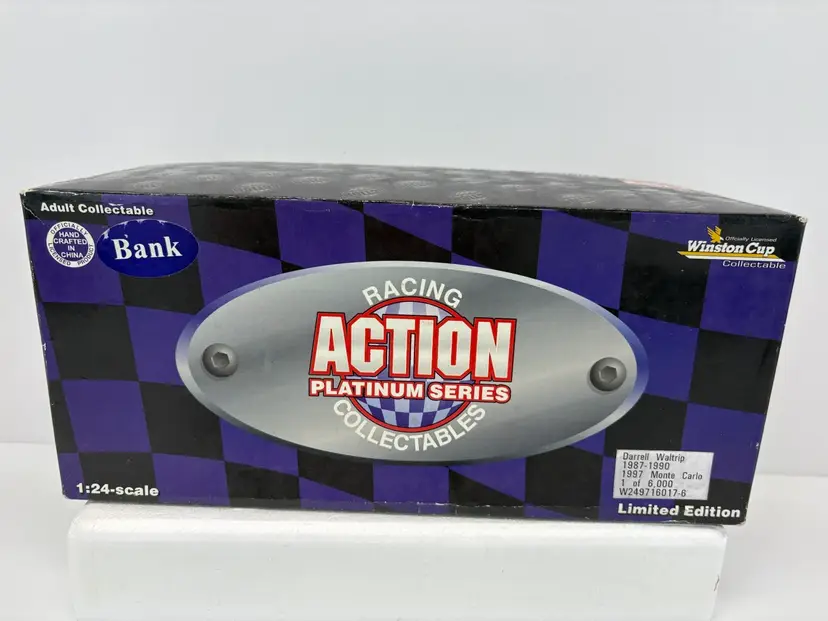 Adult Collectable
OFFICIALLY
HAND
CRAFTED
IN
CHINA
LICENSED PRODUCT
Bank
Officially Licensed
Winston Cup
Collectable
RACING
ACTION
PLATINUM SERIES
COLLECTABLES
1:24-scale
Darrell Waltrip
1987-1990
1997 Monte Carlo
1 of 6,000
W249716017-6
Limited Edition